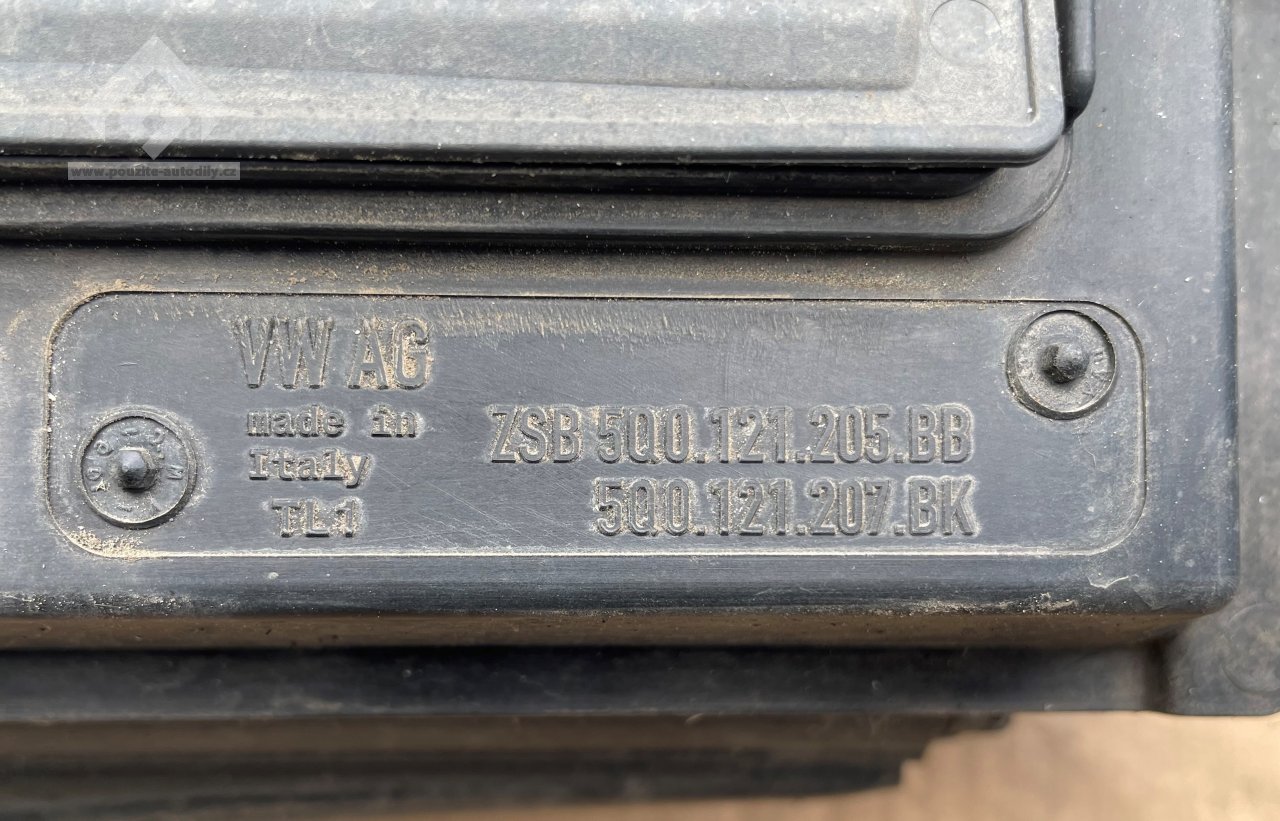 www.pouzite-autodily.cz
VW AG
made in
Italy
TL1
ZSB 5Q0.121.205.BB
5Q0.121.207.BK